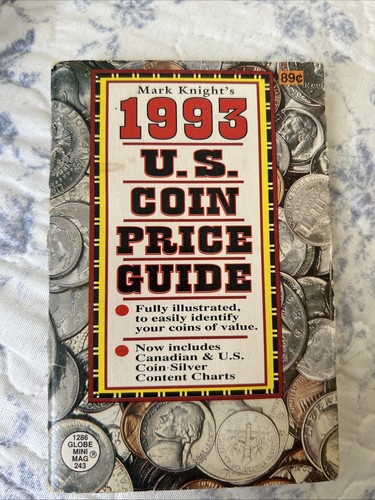 89¢
Mark Knight's
1993
U.S.
COIN
PRICE
GUIDE
Fully illustrated,
to easily identify
your coins of value.
Now includes
Canadian & U.S.
Coin-Silver
Content Charts
1286
GLOBE
MINI
MAG ®
243